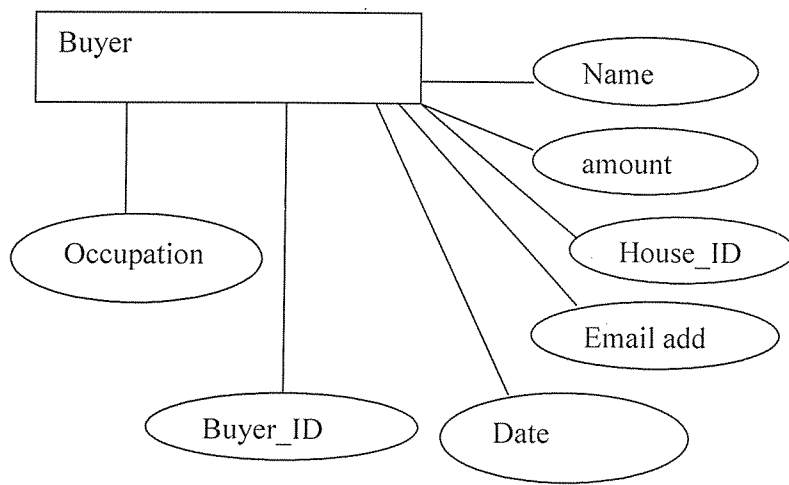 Buyer
Name
amount
House_ID
Email add
Date
Buyer_ID
Occupation